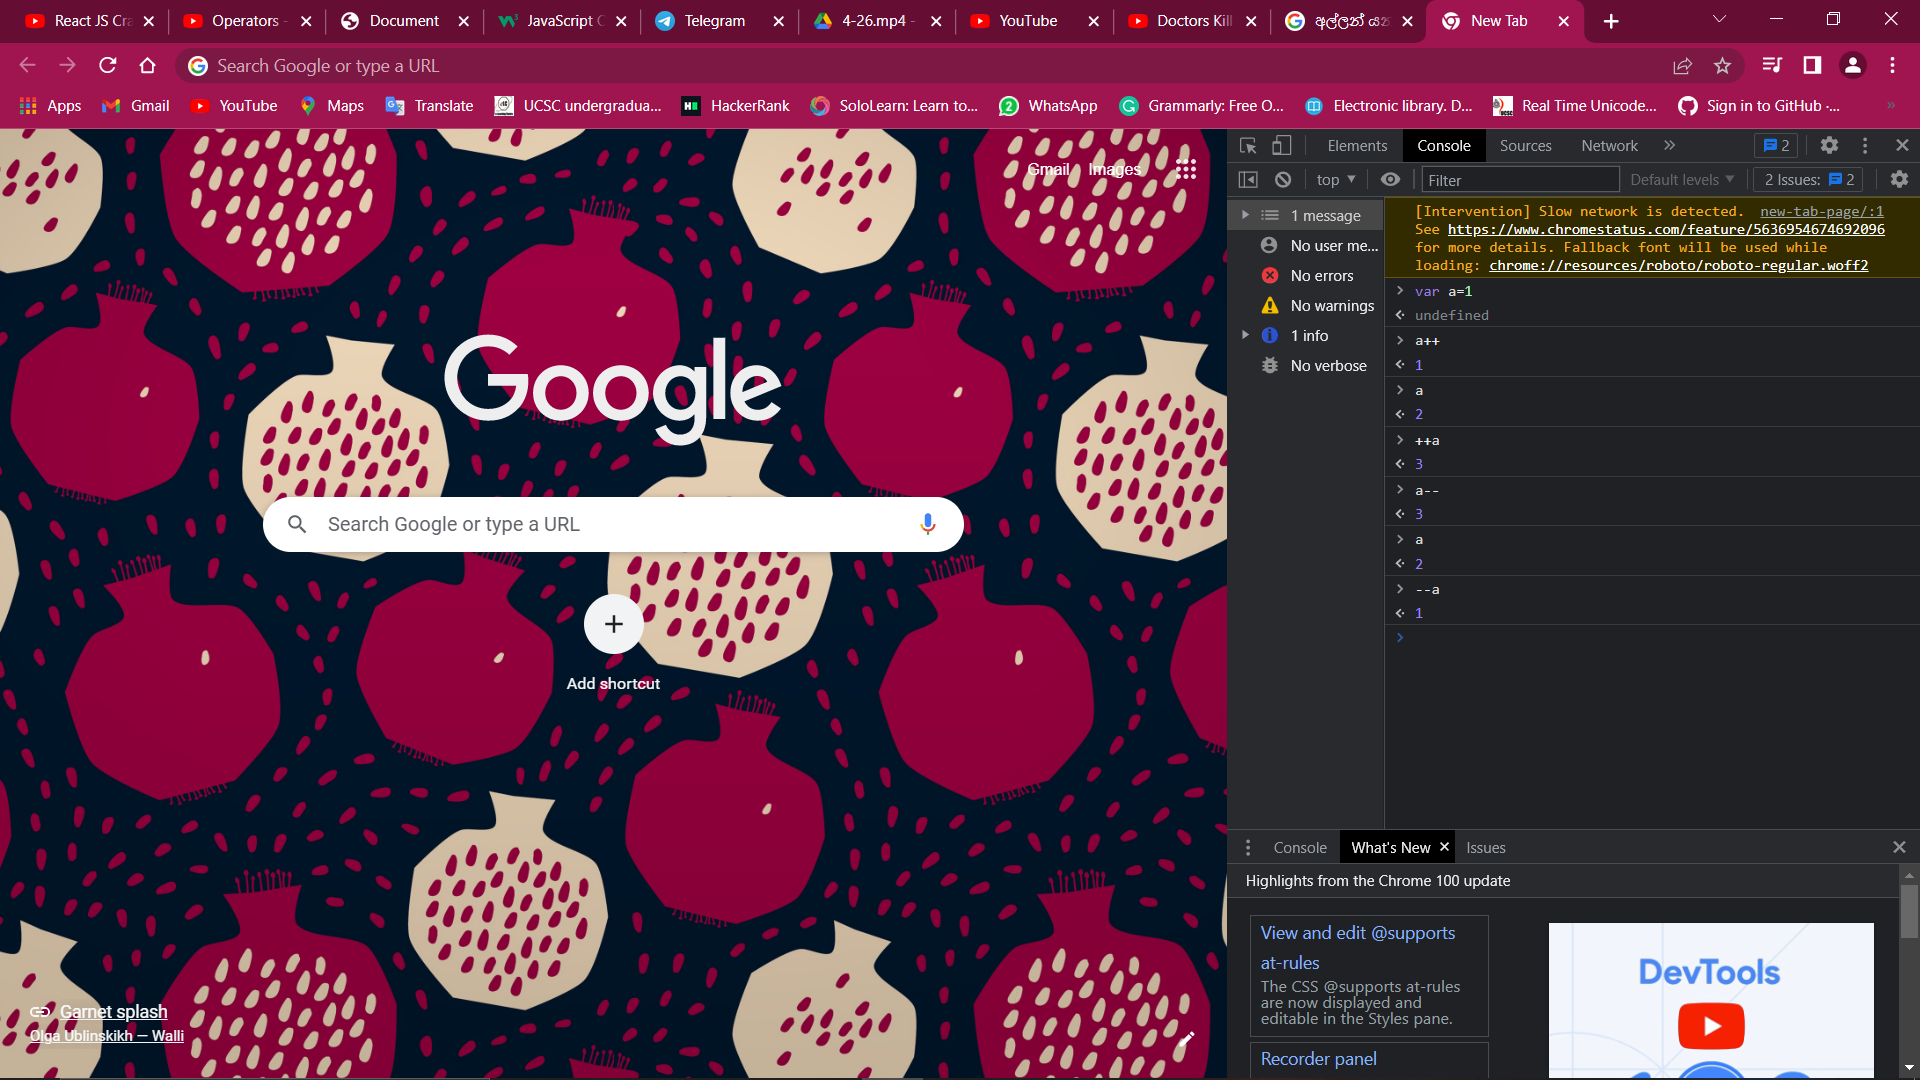 React JS Cra
Operators -
Document
JavaScript C
Telegram
4-26.mp4 -
YouTube
Doctors Kill
අල්ලන් යන
New Tab
Search Google or type a URL
Apps
Gmail
YouTube
Maps
Translate
UCSC undergradua...
HackerRank
SoloLearn: Learn to...
WhatsApp
Grammarly: Free O...
Electronic library. D...
Real Time Unicode...
Sign in to GitHub ·...
Gmail Images
Google
Search Google or type a URL
Add shortcut
Garnet splash
Olga Ublinskikh — Walli
Elements Console Sources Network » 2
top Filter Default levels 2 Issues: 2
1 message
No user me...
No errors
No warnings
1 info
No verbose
[Intervention] Slow network is detected. new-tab-page/:1
See https://www.chromestatus.com/feature/5636954674692096
for more details. Fallback font will be used while
loading: chrome://resources/roboto/roboto-regular.woff2
> var a=1
undefined
> a++
1
> a
2
> ++a
3
> a--
3
> a
2
> --a
1
>
Console What's New Issues
Highlights from the Chrome 100 update
View and edit @supports
at-rules
The CSS @supports at-rules
are now displayed and
editable in the Styles pane.
Recorder panel
DevTools